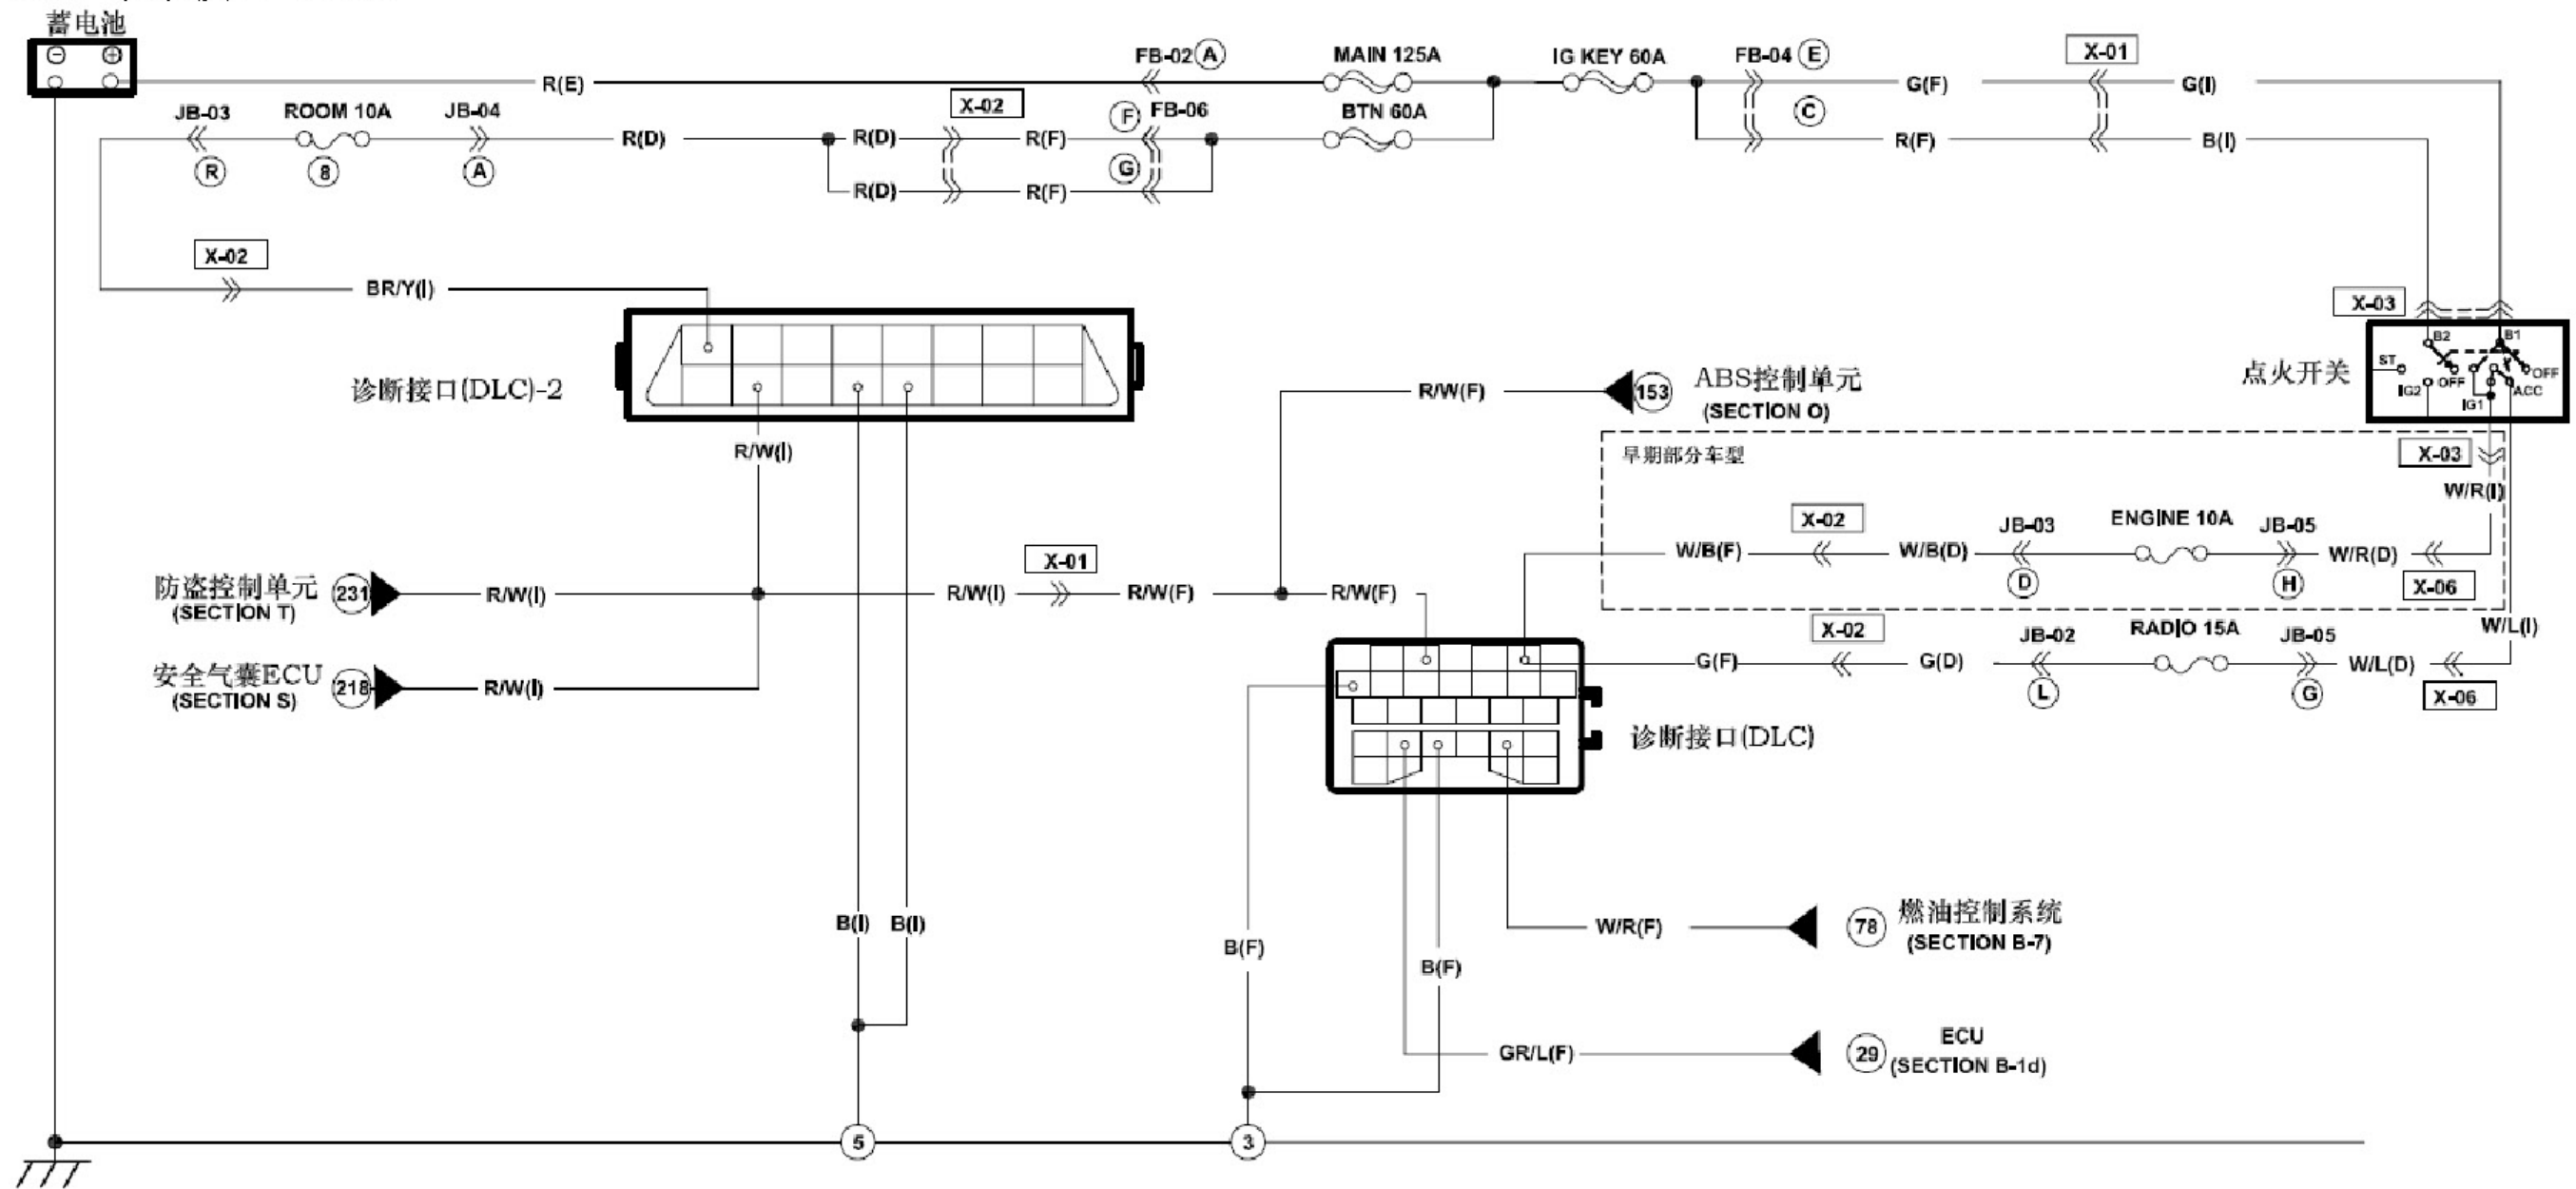 蓄电池
FB-02 A
MAIN 125A
IG KEY 60A
FB-04 E
X-01
R(E)
G(F)
G(I)
JB-03
ROOM 10A
JB-04
X-02
F FB-06
BTN 60A
C
R(D)
R(D)
R(F)
R(F)
B(I)
R
8
A
G
R(D)
R(F)
X-02
BR/Y(I)
X-03
B2
B1
ST
OFF
OFF
IG2
IG1
ACC
点火开关
诊断接口(DLC)-2
R/W(F)
153
ABS控制单元
(SECTION O)
R/W(I)
早期部分车型
X-03
W/R(I)
X-02
JB-03
ENGINE 10A
JB-05
W/B(F)
W/B(D)
W/R(D)
D
H
X-06
防盗控制单元
(SECTION T)
231
R/W(I)
R/W(I)
X-01
R/W(F)
R/W(F)
X-02
JB-02
RADIO 15A
JB-05
W/L(I)
G(F)
G(D)
W/L(D)
L
G
X-06
安全气囊ECU
(SECTION S)
218
R/W(I)
诊断接口(DLC)
B(I)
B(I)
B(F)
B(F)
W/R(F)
78
燃油控制系统
(SECTION B-7)
GR/L(F)
29
ECU
(SECTION B-1d)
5
3